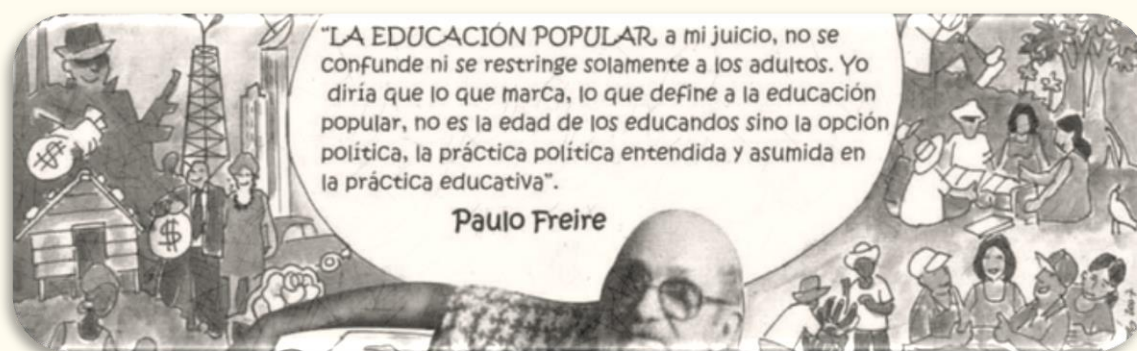 "LA EDUCACIÓN POPULAR, a mi juicio, no se
confunde ni se restringe solamente a los adultos. Yo
diría que lo que marca, lo que define a la educación
popular, no es la edad de los educandos sino la opción
política, la práctica política entendida y asumida en
la práctica educativa".
Paulo Freire
$
$